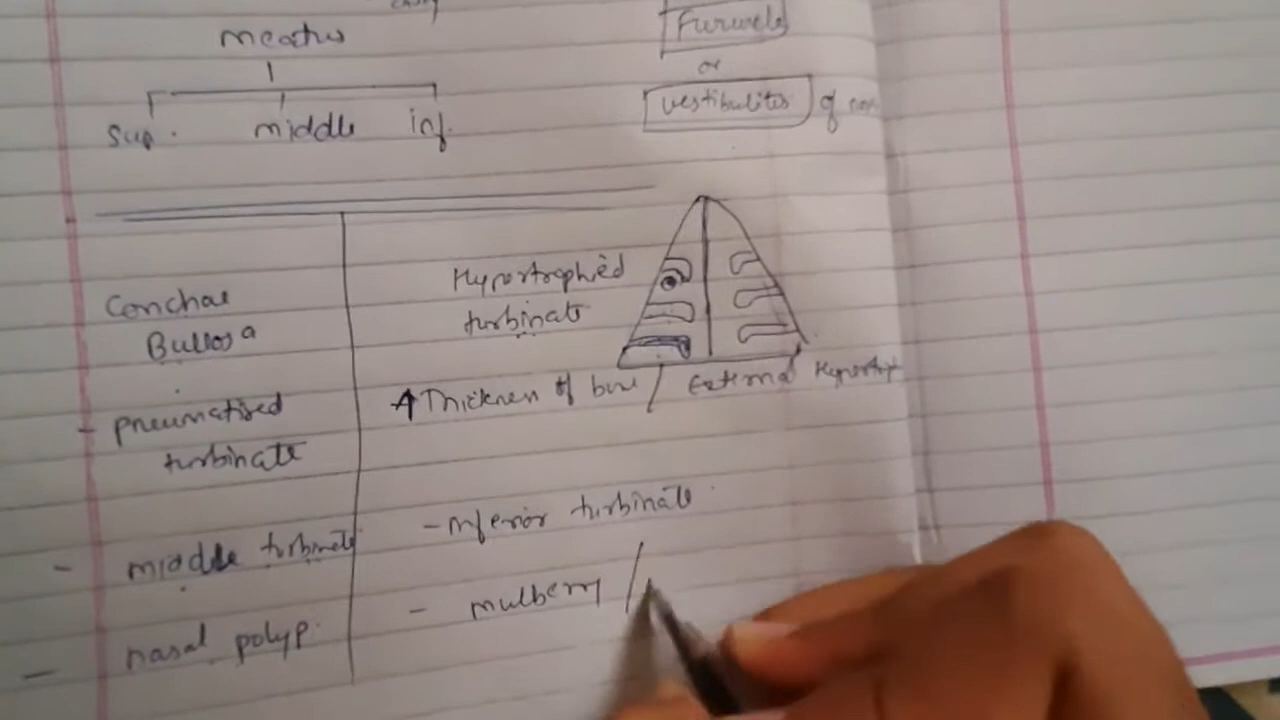 meatus
sup. middle inf.
Furuncle
or
vestibulitis of
Conchae
Bullosa
Hypertrophied
turbinate
- pneumatised
turbinate
↑ Thickness of bone / External
- middle turbinate
- Inferior turbinate
- nasal polyp.
- mulberry /